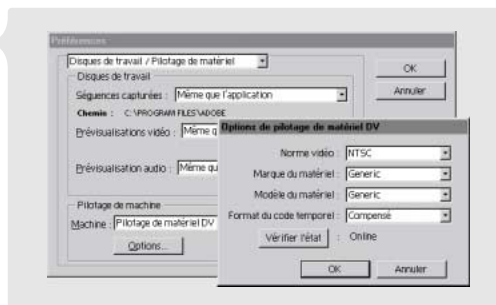 Préférences
Disques de travail / Pilotage de matériel
OK
Annuler
Disques de travail
Séquences capturées : Même que l'application
Chemin : C:\PROGRAM FILES\ADOBE
Prévisualisations vidéo : Même q
Prévisualisation audio : Même qu
Pilotage de machine
Machine : Pilotage de matériel DV
Options...
Options de pilotage de matériel DV
Norme vidéo : NTSC
Marque du matériel : Generic
Modèle du matériel : Generic
Format du code temporel : Compensé
Vérifier l'état : Online
OK
Annuler